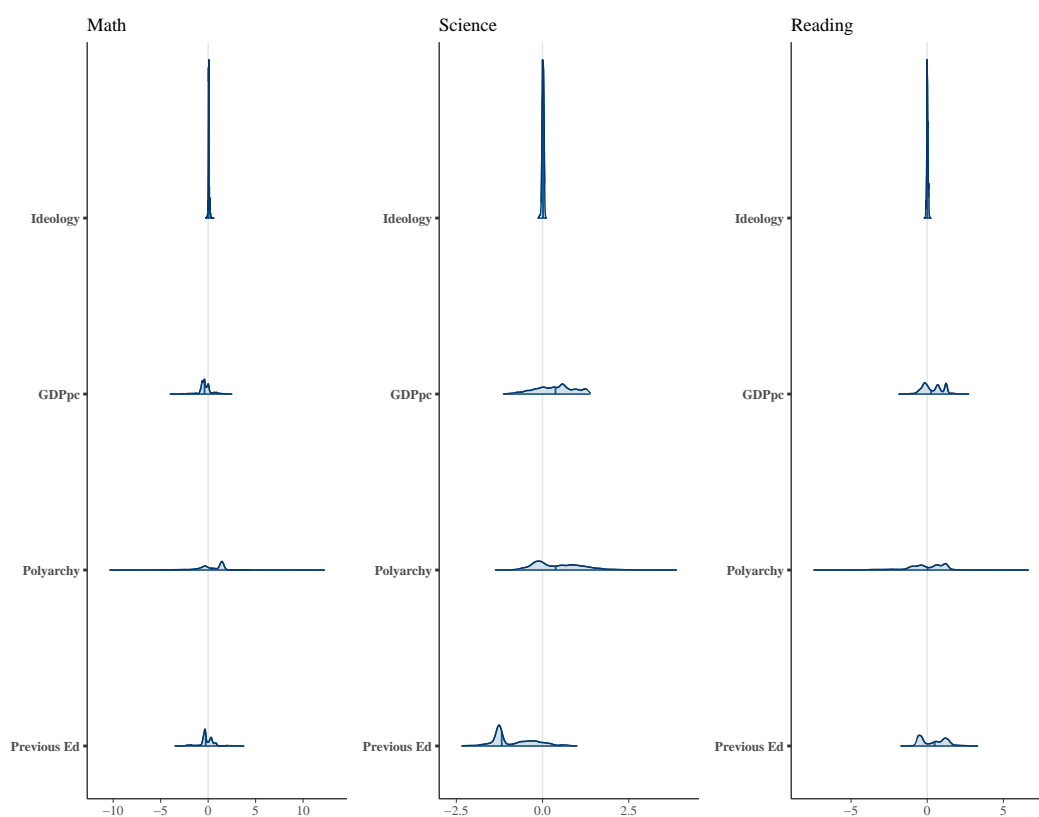 Math
Science
Reading
Ideology
Ideology
Ideology
GDPpc
GDPpc
GDPpc
Polyarchy
Polyarchy
Polyarchy
Previous Ed
Previous Ed
Previous Ed
−10 −5 0 5 10
−2.5 0.0 2.5
−5 0 5